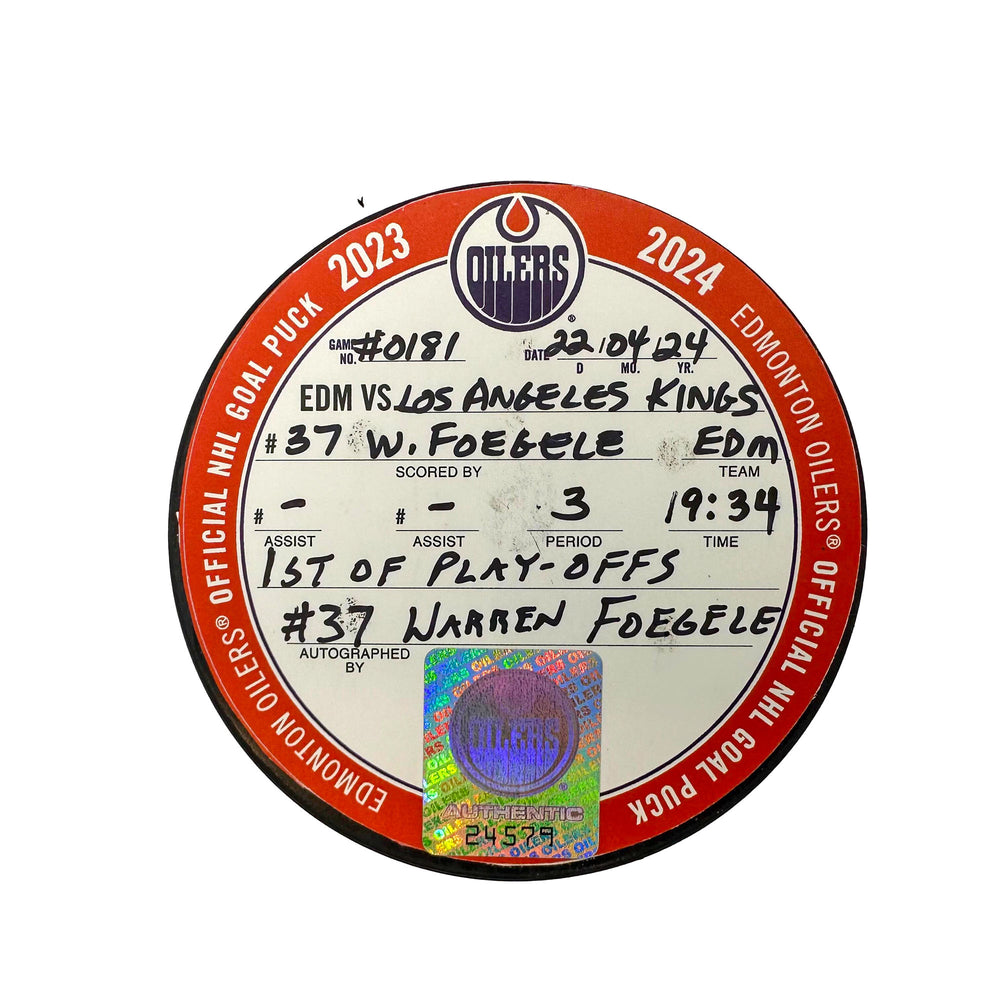 2023
2024
EDMONTON OILERS® OFFICIAL NHL GOAL PUCK
EDMONTON OILERS® OFFICIAL NHL GOAL PUCK
OILERS
®
GAME NO. #0181 DATE 22/04/24
D MO. YR.
EDM VS. LOS ANGELES KINGS
#37 W. FOEGELE EDM
SCORED BY TEAM
# - # - 3 19:34
ASSIST ASSIST PERIOD TIME
1ST OF PLAY-OFFS
#37 WARREN FOEGELE
AUTOGRAPHED
BY
OILERS
®
AUTHENTIC
24579